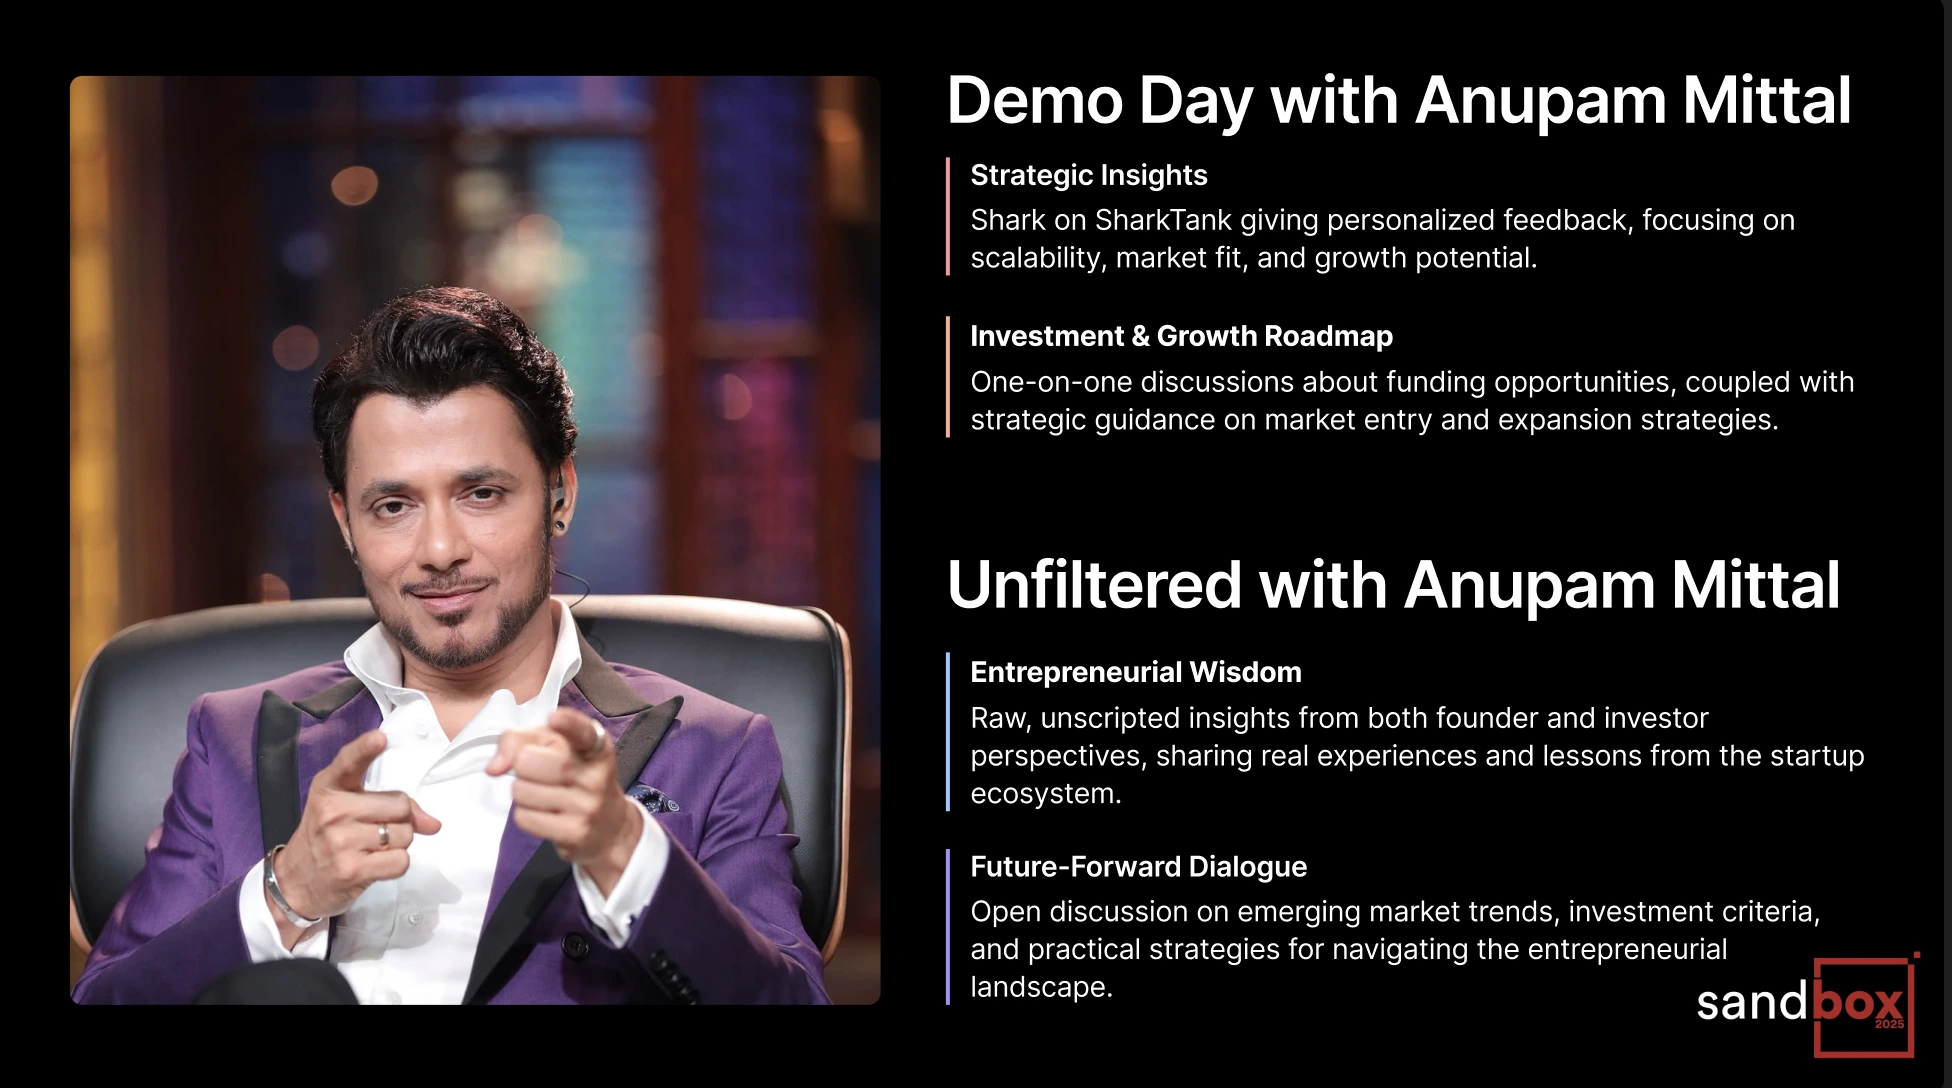 Demo Day with Anupam Mittal
Strategic Insights
Shark on SharkTank giving personalized feedback, focusing on
scalability, market fit, and growth potential.
Investment & Growth Roadmap
One-on-one discussions about funding opportunities, coupled with
strategic guidance on market entry and expansion strategies.
Unfiltered with Anupam Mittal
Entrepreneurial Wisdom
Raw, unscripted insights from both founder and investor
perspectives, sharing real experiences and lessons from the startup
ecosystem.
Future-Forward Dialogue
Open discussion on emerging market trends, investment criteria,
and practical strategies for navigating the entrepreneurial
landscape.
sandbox
2025